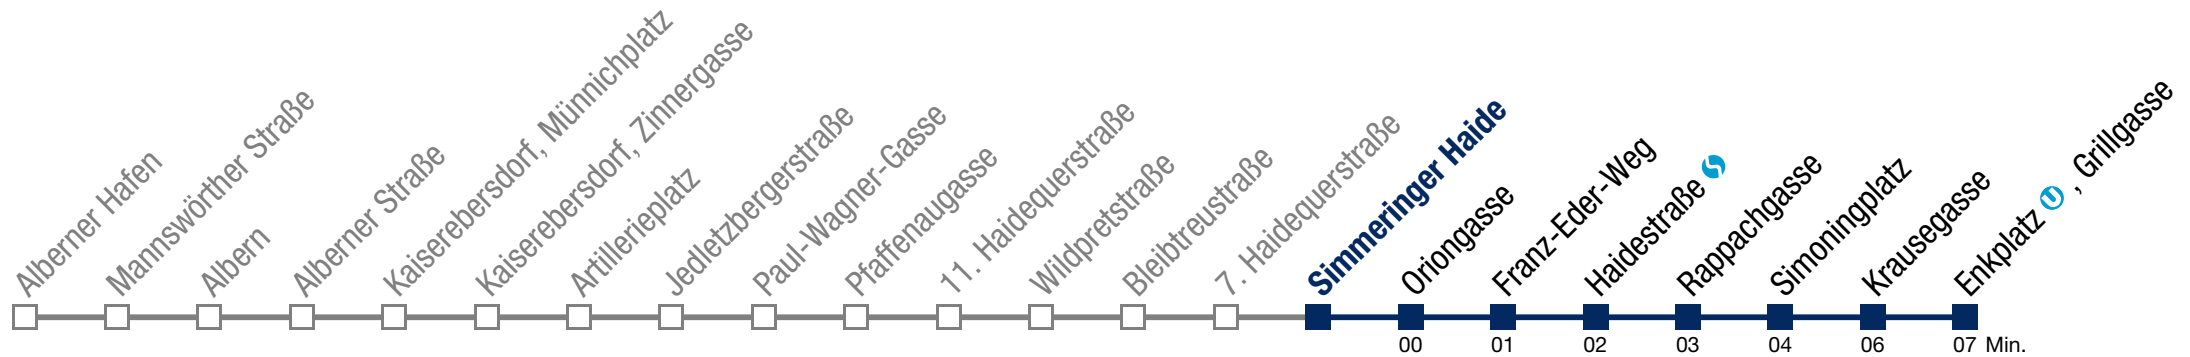 Alberner Hafen
Mannswörther Straße
Albern
Alberner Straße
Kaiserebersdorf, Münnichplatz
Kaiserebersdorf, Zinnergasse
Artillerieplatz
Jedletzbergerstraße
Paul-Wagner-Gasse
Pfaffenaugasse
11. Haidequerstraße
Wildpretstraße
Bleibtreustraße
7. Haidequerstraße
Simmeringer Haide
Oriongasse
Franz-Eder-Weg
Haidestraße S
Rappachgasse
Simoningplatz
Krausegasse
Enkplatz U , Grillgasse
00 01 02 03 04 06 07 Min.